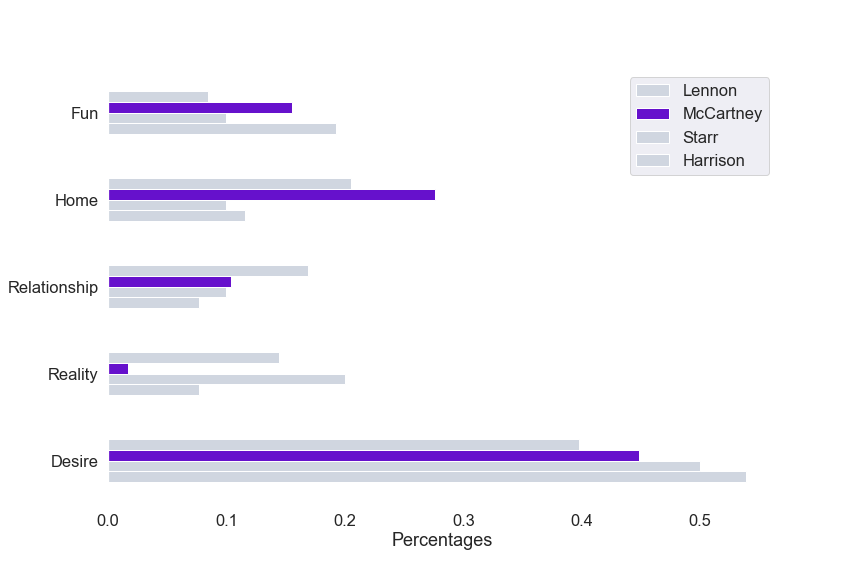 Lennon
McCartney
Starr
Harrison
Fun
Home
Relationship
Reality
Desire
0.0 0.1 0.2 0.3 0.4 0.5
Percentages